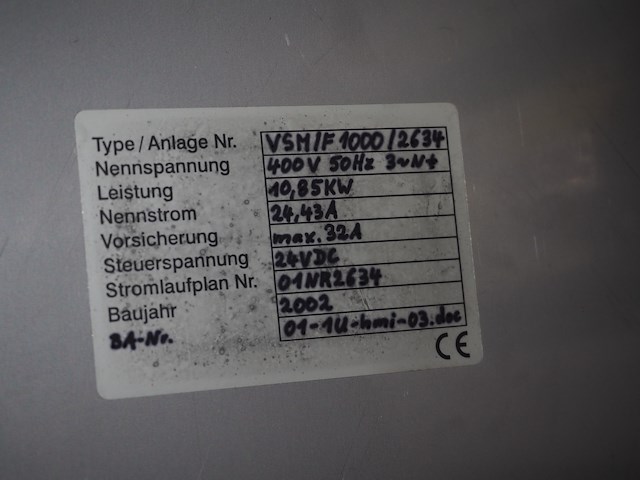 Type / Anlage Nr. VSM/F 1000/2634
Nennspannung 400V 50Hz 3~N+
Leistung 10,85KW
Nennstrom 24,43A
Vorsicherung max. 32A
Steuerspannung 24VDC
Stromlaufplan Nr. 01NR2634
Baujahr 2002
BA-Nr. 01-1U-hmi-03.doc
CE